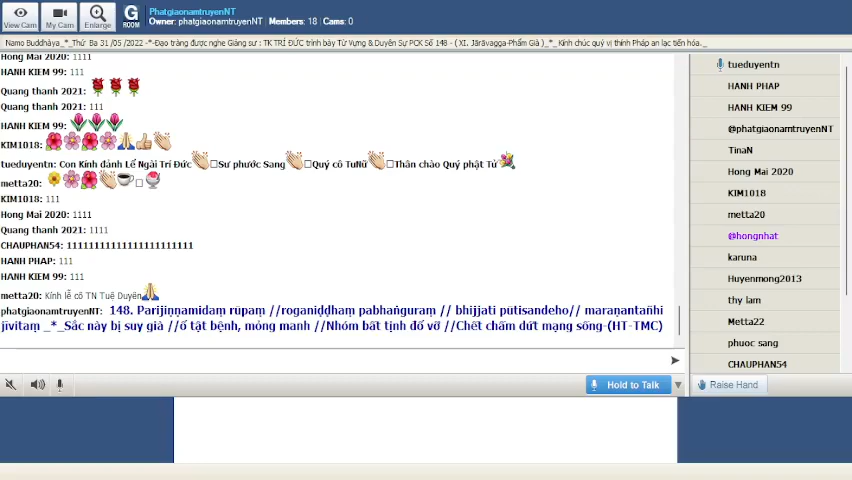 View Cam
My Cam
Enlarge
G
ROOM
PhatgiaonamtruyenNT
Owner: phatgiaonamtruyenNT | Members: 18 | Cams: 0
Namo Buddhàya_*_Thứ Ba 31 /05 /2022 -*-Đạo tràng được nghe Giảng sư : TK TRÍ ĐỨC trình bày Từ Vựng & Duyên Sự PCK Số 148 - ( XI. Jārāvagga-Phẩm Già )_*_Kính chúc quý vị thính Pháp an lạc tiến hóa._
Hong Mai 2020: 1111
HANH KIEM 99: 111
Quang thanh 2021:
Quang thanh 2021: 111
HANH KIEM 99:
KIM1018:
tueduyentn: Con Kính đảnh Lế Ngài Trí Đức Sư phước Sang Quý cô TuNữ Thân chào Quý phật Tử
metta20:
KIM1018: 111
Hong Mai 2020: 1111
Quang thanh 2021: 1111
CHAUPHAN54: 1111111111111111111111
HANH PHAP: 111
HANH KIEM 99: 111
metta20: Kính lễ cô TN Tuệ Duyên
phatgiaonamtruyenNT: 148. Parijiṇṇamidaṃ rūpaṃ //roganiḍḍhaṃ pabhaṅguraṃ // bhijjati pūtisandeho// maraṇantañhi
jīvitaṃ _*_Sắc này bị suy già //ổ tật bệnh, mỏng manh //Nhóm bất tịnh đổ vỡ //Chết chấm dứt mạng sống-(HT-TMC)
Hold to Talk
tueduyentn
HANH PHAP
HANH KIEM 99
@phatgiaonamtruyenNT
TinaN
Hong Mai 2020
KIM1018
metta20
@hongnhat
karuna
Huyenmong2013
thy lam
Metta22
phuoc sang
CHAUPHAN54
Raise Hand